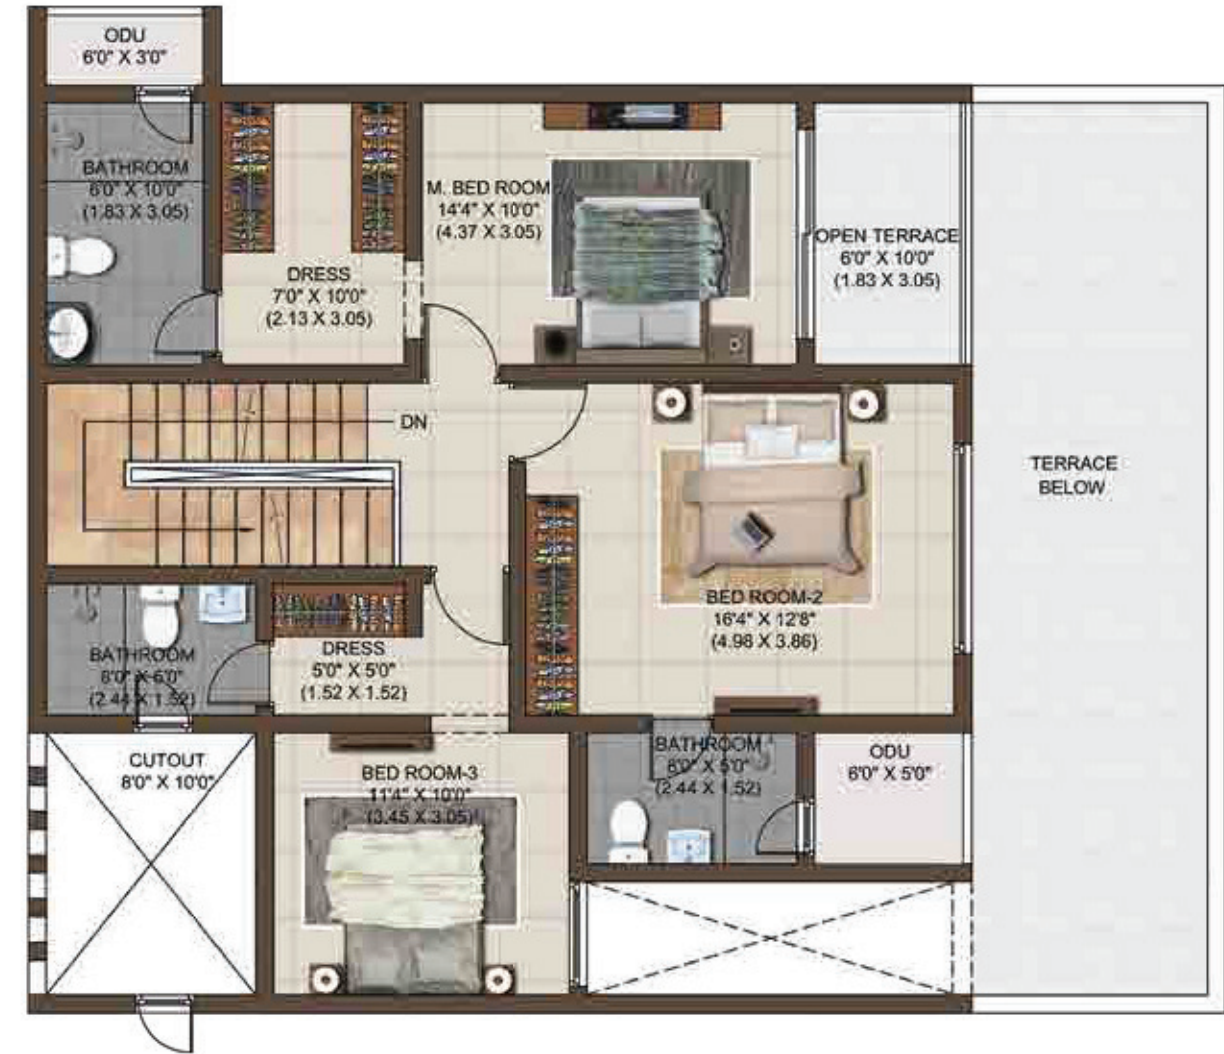 ODU
6'0" X 3'0"
BATHROOM
6'0" X 10'0"
(1.83 X 3.05)
DRESS
7'0" X 10'0"
(2.13 X 3.05)
M. BED ROOM
14'4" X 10'0"
(4.37 X 3.05)
OPEN TERRACE
6'0" X 10'0"
(1.83 X 3.05)
DN
TERRACE
BELOW
BED ROOM-2
16'4" X 12'8"
(4.98 X 3.86)
BATHROOM
8'0" X 6'0"
(2.44 X 1.52)
DRESS
5'0" X 5'0"
(1.52 X 1.52)
CUTOUT
8'0" X 10'0"
BED ROOM-3
11'4" X 10'0"
(3.45 X 3.05)
BATHROOM
8'0" X 5'0"
(2.44 X 1.52)
ODU
6'0" X 5'0"